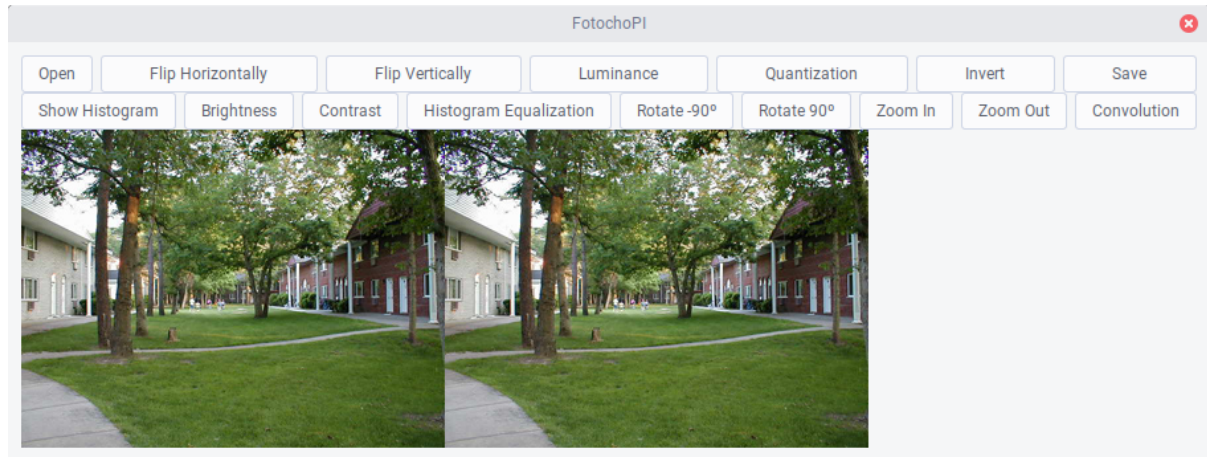 FotochoPI
Open Flip Horizontally Flip Vertically Luminance Quantization Invert Save
Show Histogram Brightness Contrast Histogram Equalization Rotate -90º Rotate 90º Zoom In Zoom Out Convolution